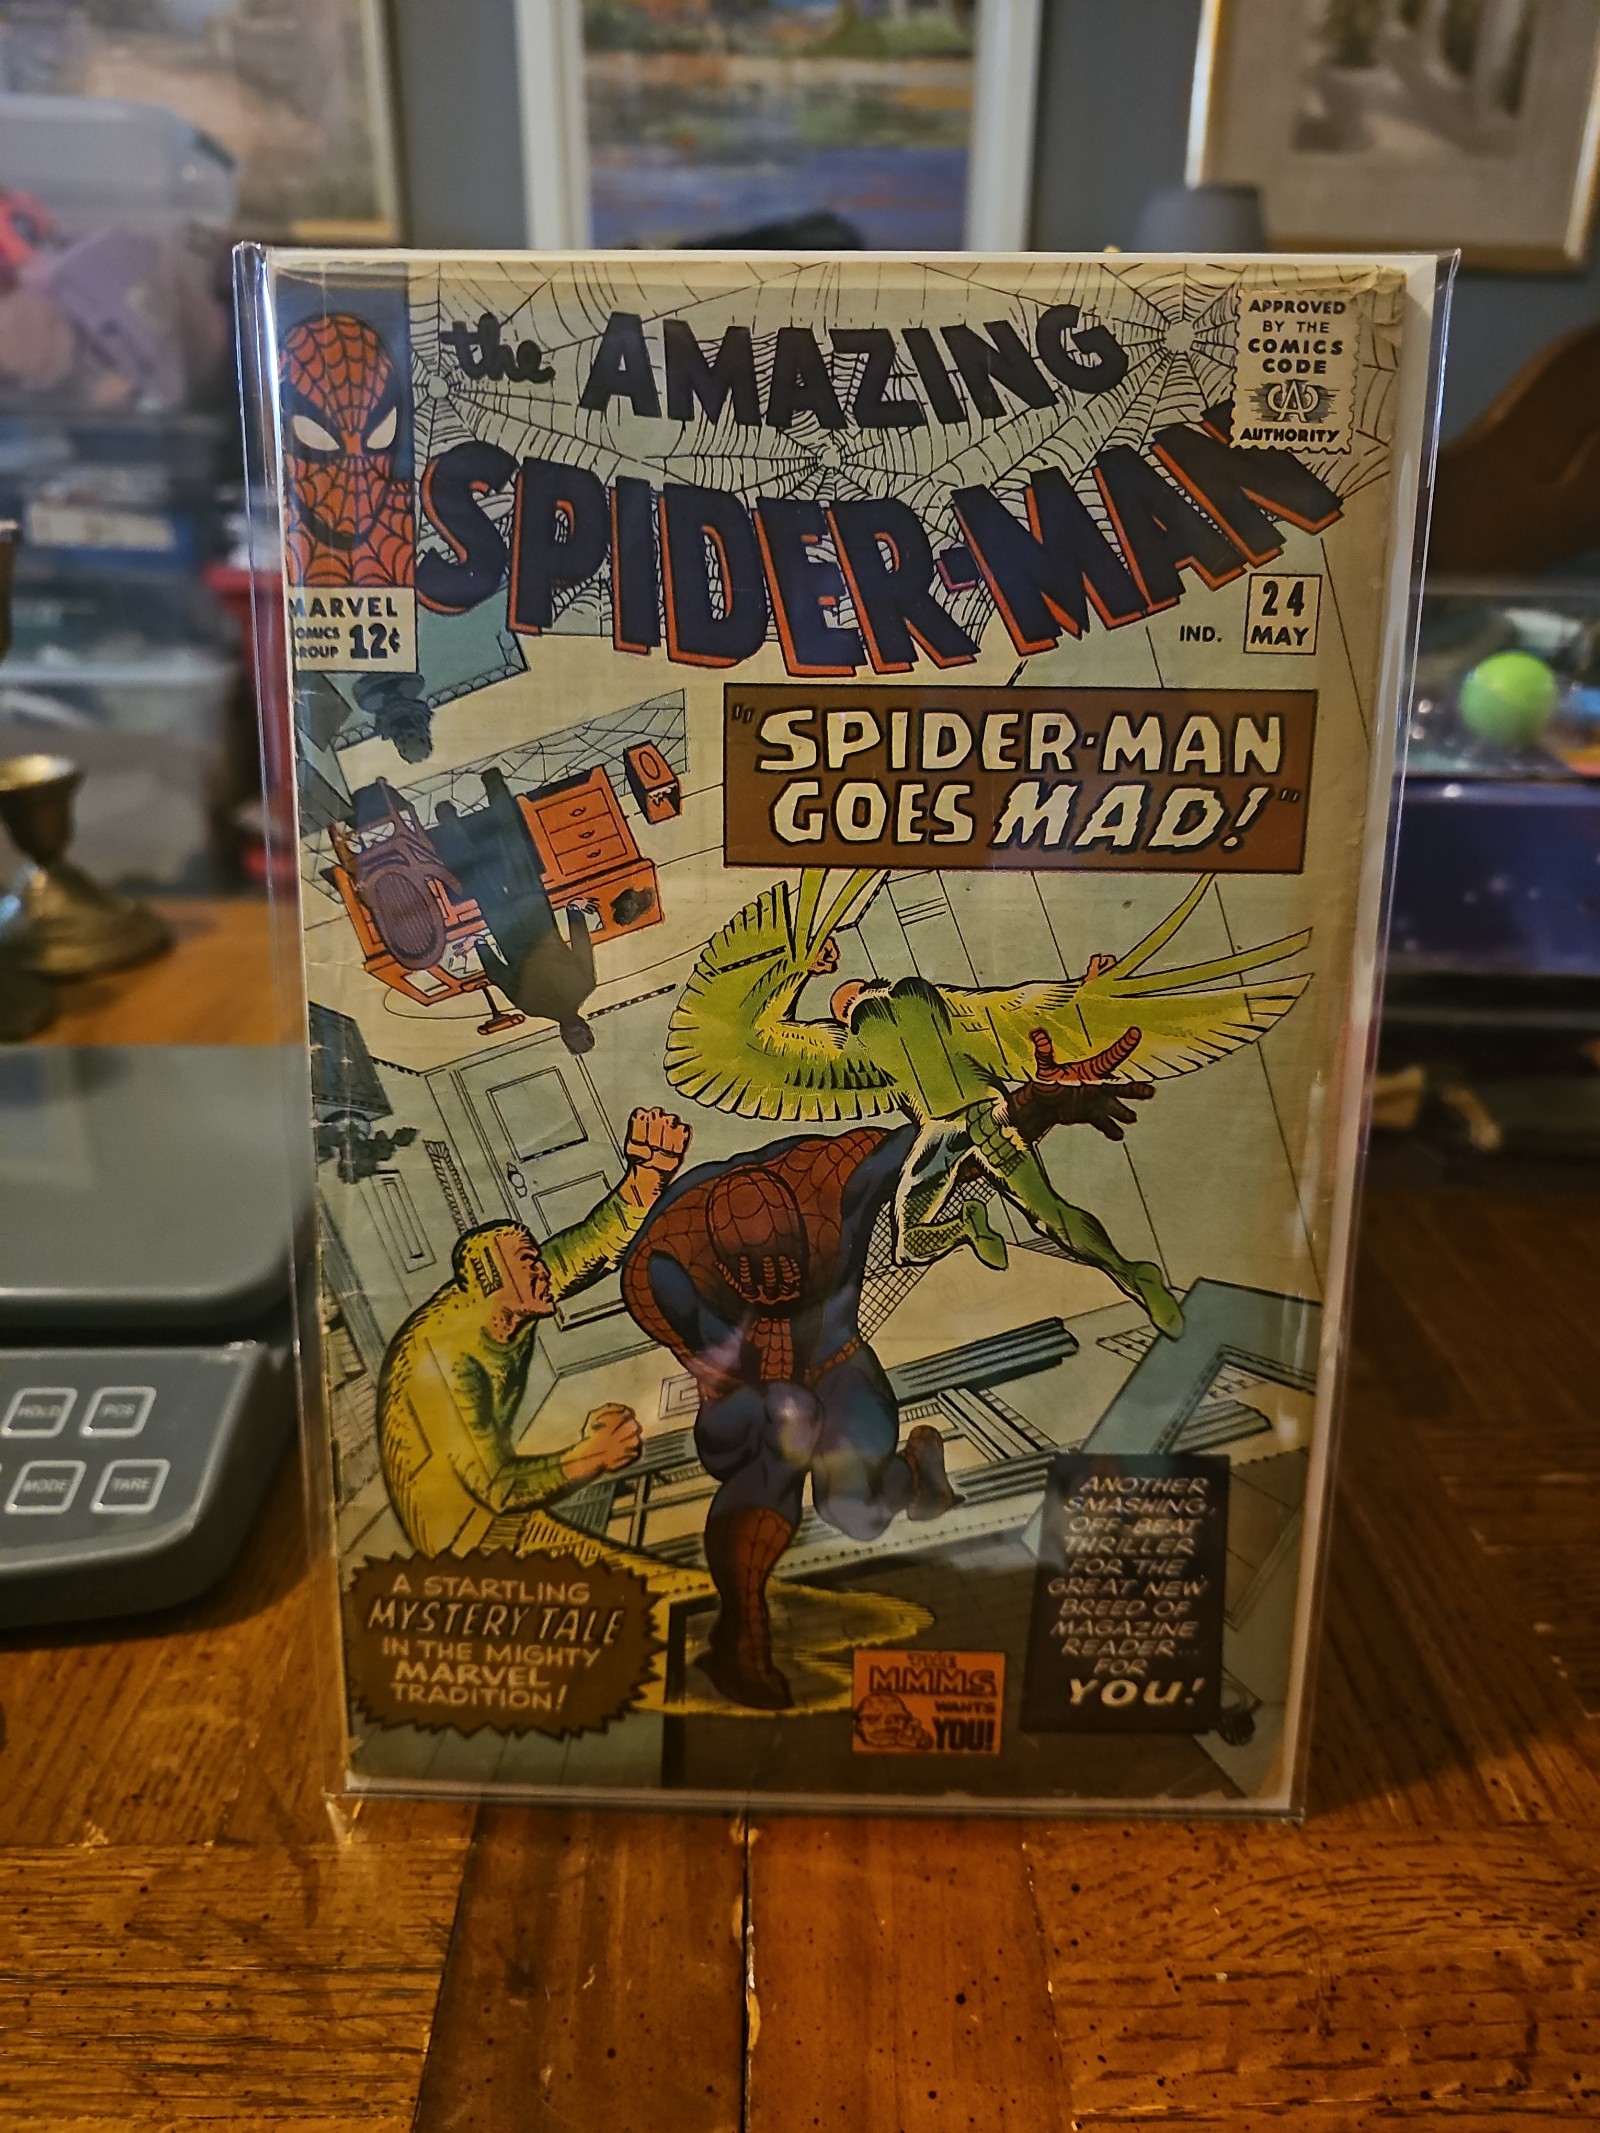 the AMAZING
SPIDER-MAN
APPROVED
BY THE
COMICS
CODE
CA
AUTHORITY
MARVEL
COMICS
GROUP 12¢
IND.
24
MAY
"SPIDER-MAN
GOES MAD!"
ANOTHER
SMASHING,
OFF-BEAT
THRILLER
FOR THE
GREAT NEW
BREED OF
MAGAZINE
READER...
FOR
YOU!
A STARTLING
MYSTERY TALE
IN THE MIGHTY
MARVEL
TRADITION!
THE
MMMS
WANTS
YOU!
HOLD
PCS
MODE
TARE